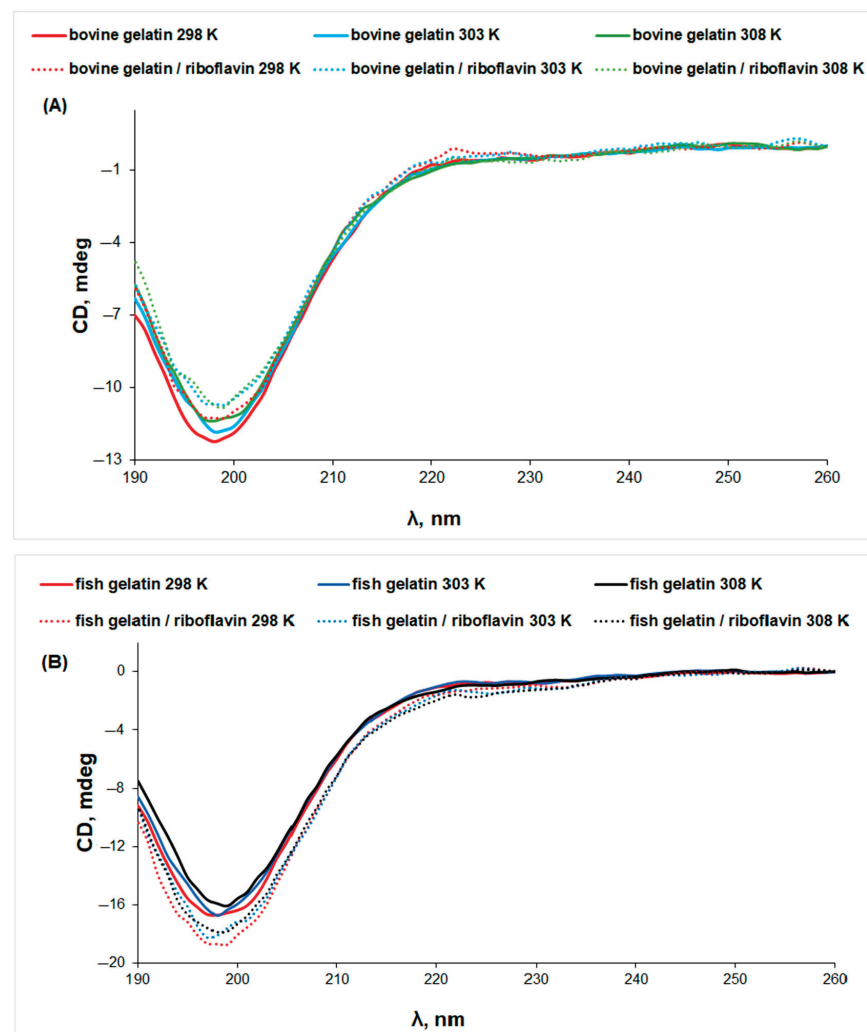 bovine gelatin 298 K bovine gelatin 303 K bovine gelatin 308 K
bovine gelatin / riboflavin 298 K bovine gelatin / riboflavin 303 K bovine gelatin / riboflavin 308 K
(A)
–1
–4
–7
–10
–13
CD, mdeg
190 200 210 220 230 240 250 260
λ, nm
fish gelatin 298 K fish gelatin 303 K fish gelatin 308 K
fish gelatin / riboflavin 298 K fish gelatin / riboflavin 303 K fish gelatin / riboflavin 308 K
(B)
0
–4
–8
–12
–16
–20
CD, mdeg
190 200 210 220 230 240 250 260
λ, nm